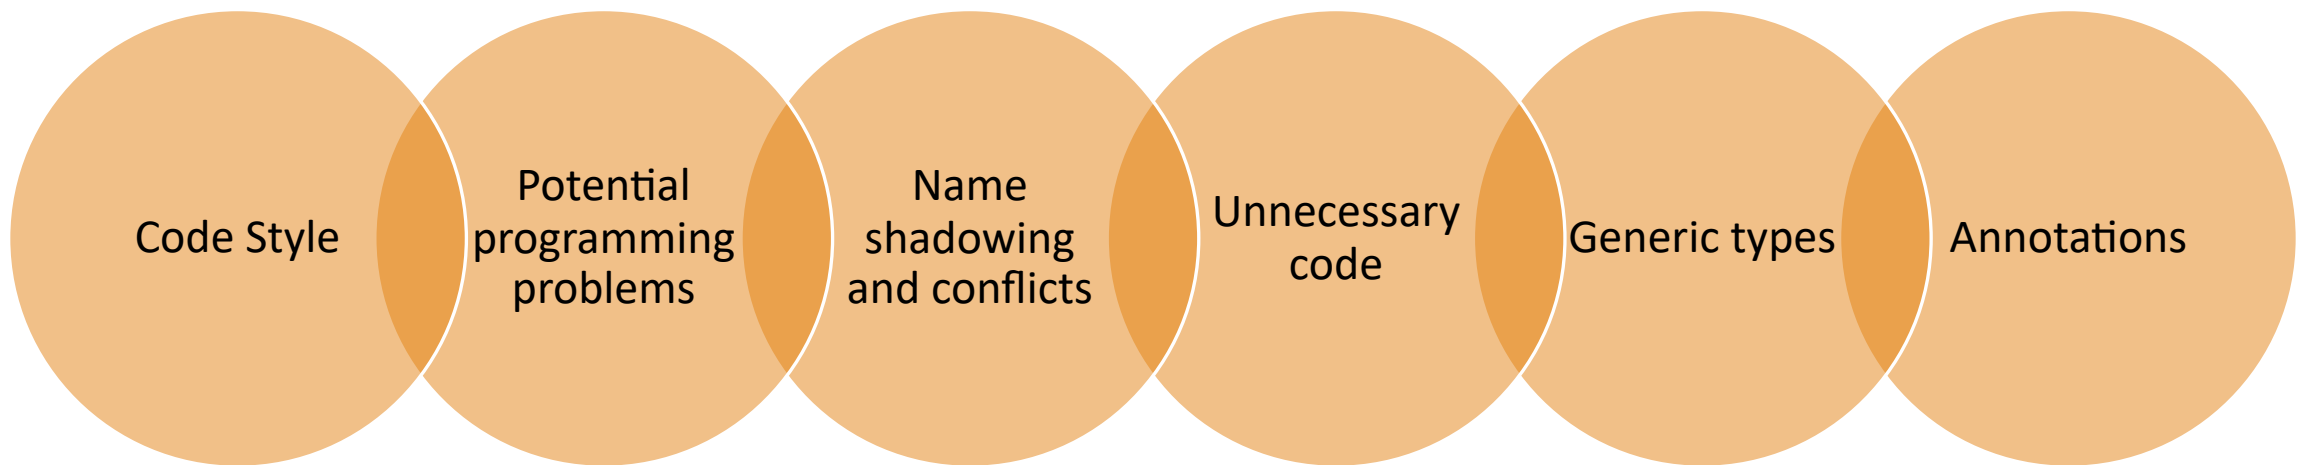 Code Style
Potential
programming
problems
Name
shadowing
and conflicts
Unnecessary
code
Generic types
Annotations